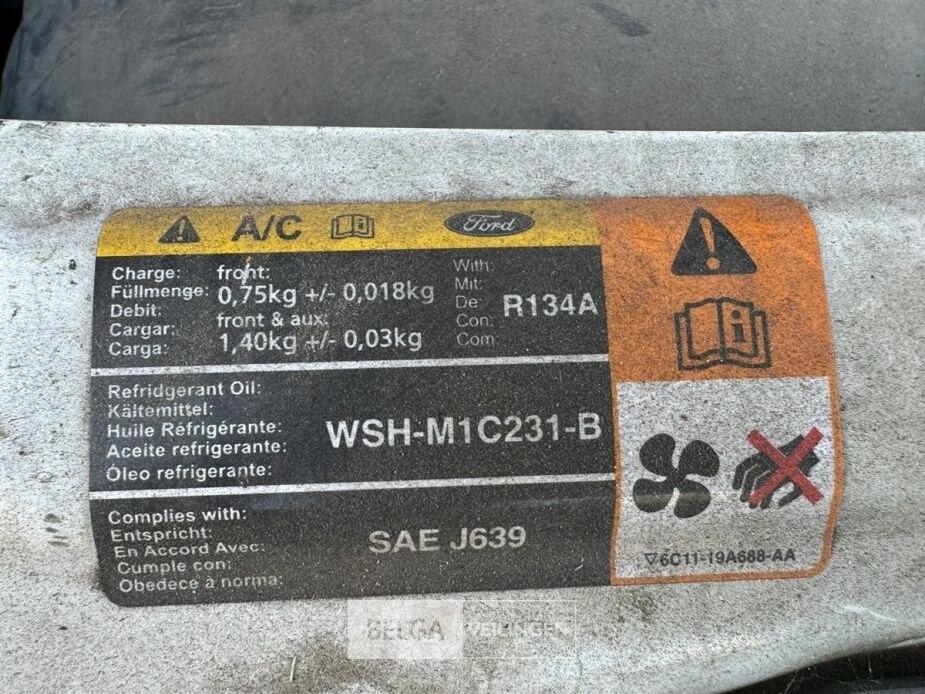 A/C
Ford
Charge: front:
Füllmenge: 0,75kg +/- 0,018kg
Debit: front & aux:
Cargar: 1,40kg +/- 0,03kg
Carga:
With:
Mit:
De: R134A
Con:
Com:
Refridgerant Oil:
Kältemittel:
Huile Réfrigérante: WSH-M1C231-B
Aceite refrigerante:
Óleo refrigerante:
Complies with:
Entspricht:
En Accord Avec: SAE J639
Cumple con:
Obedece à norma:
6C11-19A688-AA
BELGA VEILINGEN